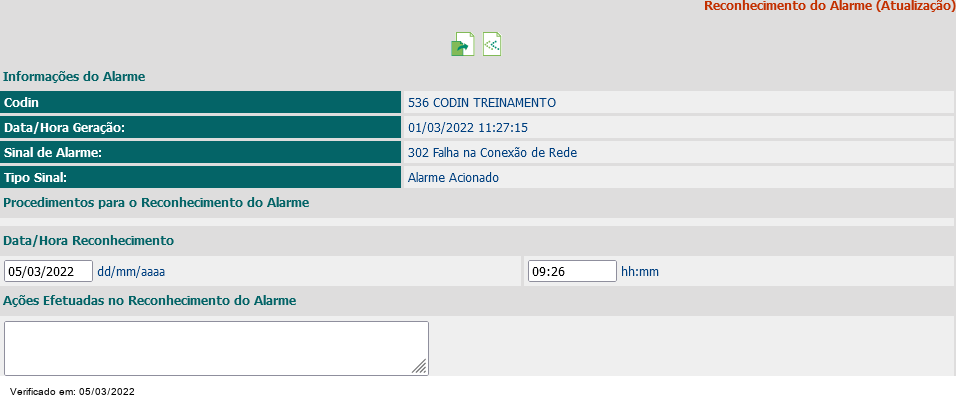 Reconhecimento do Alarme (Atualização)
Informações do Alarme
Codin 536 CODIN TREINAMENTO
Data/Hora Geração: 01/03/2022 11:27:15
Sinal de Alarme: 302 Falha na Conexão de Rede
Tipo Sinal: Alarme Acionado
Procedimentos para o Reconhecimento do Alarme
Data/Hora Reconhecimento
05/03/2022 dd/mm/aaaa 09:26 hh:mm
Ações Efetuadas no Reconhecimento do Alarme
Verificado em: 05/03/2022